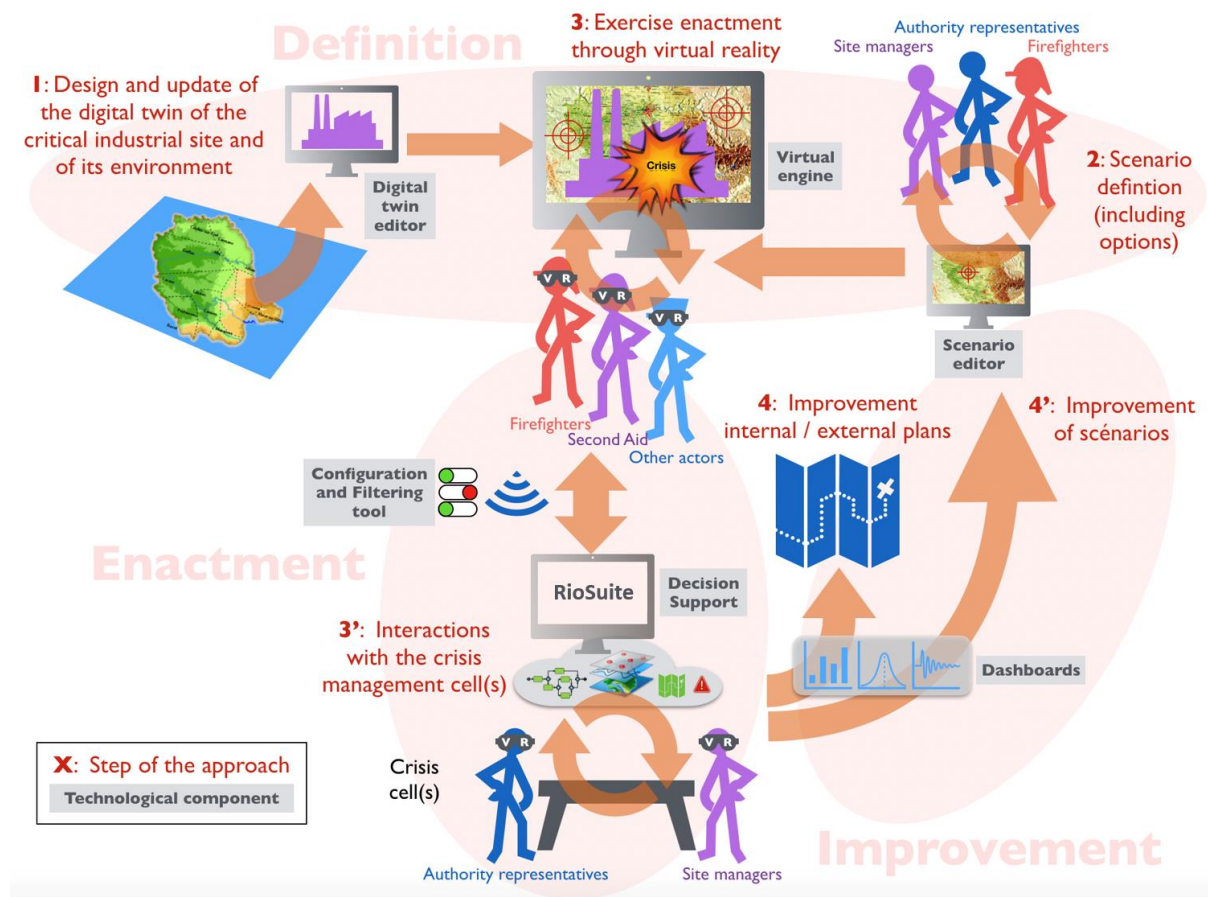 Definition
3: Exercise enactment
through virtual reality
Authority representatives
Site managers
Firefighters
1: Design and update of
the digital twin of the
critical industrial site and
of its environment
Crisis
Virtual
engine
2: Scenario
defintion
(including
options)
Digital
twin
editor
V R
V R
V R
Scenario
editor
Firefighters
Second Aid
Other actors
4: Improvement
internal / external plans
4’: Improvement
of scénarios
Configuration
and Filtering
tool
Enactment
RioSuite
Decision
Support
3’: Interactions
with the crisis
management cell(s)
Dashboards
V R
V R
Crisis
cell(s)
X: Step of the approach
Technological component
Improvement
Authority representatives
Site managers